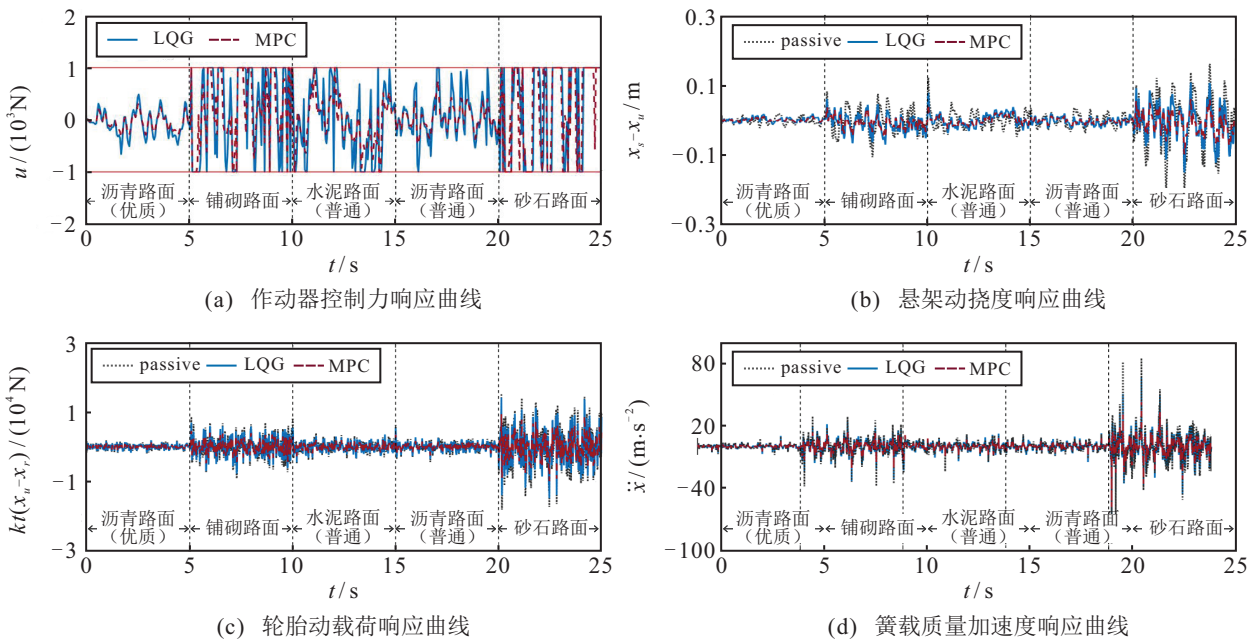 LQG MPC
u / (10³N)
2
1
0
−1
−2
沥青路面
(优质)
铺砌路面
水泥路面
(普通)
沥青路面
(普通)
砂石路面
0 5 10 15 20 25
t / s
(a) 作动器控制力响应曲线
passive LQG MPC
xₛ−xᵤ / m
0.3
0.1
−0.1
−0.3
沥青路面
(优质)
铺砌路面
水泥路面
(普通)
沥青路面
(普通)
砂石路面
0 5 10 15 20 25
t / s
(b) 悬架动挠度响应曲线
passive LQG MPC
kt(xᵤ−xᵣ) / (10⁴ N)
3
1
−1
−3
沥青路面
(优质)
铺砌路面
水泥路面
(普通)
沥青路面
(普通)
砂石路面
0 5 10 15 20 25
t / s
(c) 轮胎动载荷响应曲线
passive LQG MPC
ẍ / (m·s⁻²)
80
20
−40
−100
沥青路面
(优质)
铺砌路面
水泥路面
(普通)
沥青路面
(普通)
砂石路面
0 5 10 15 20 25
t / s
(d) 簧载质量加速度响应曲线